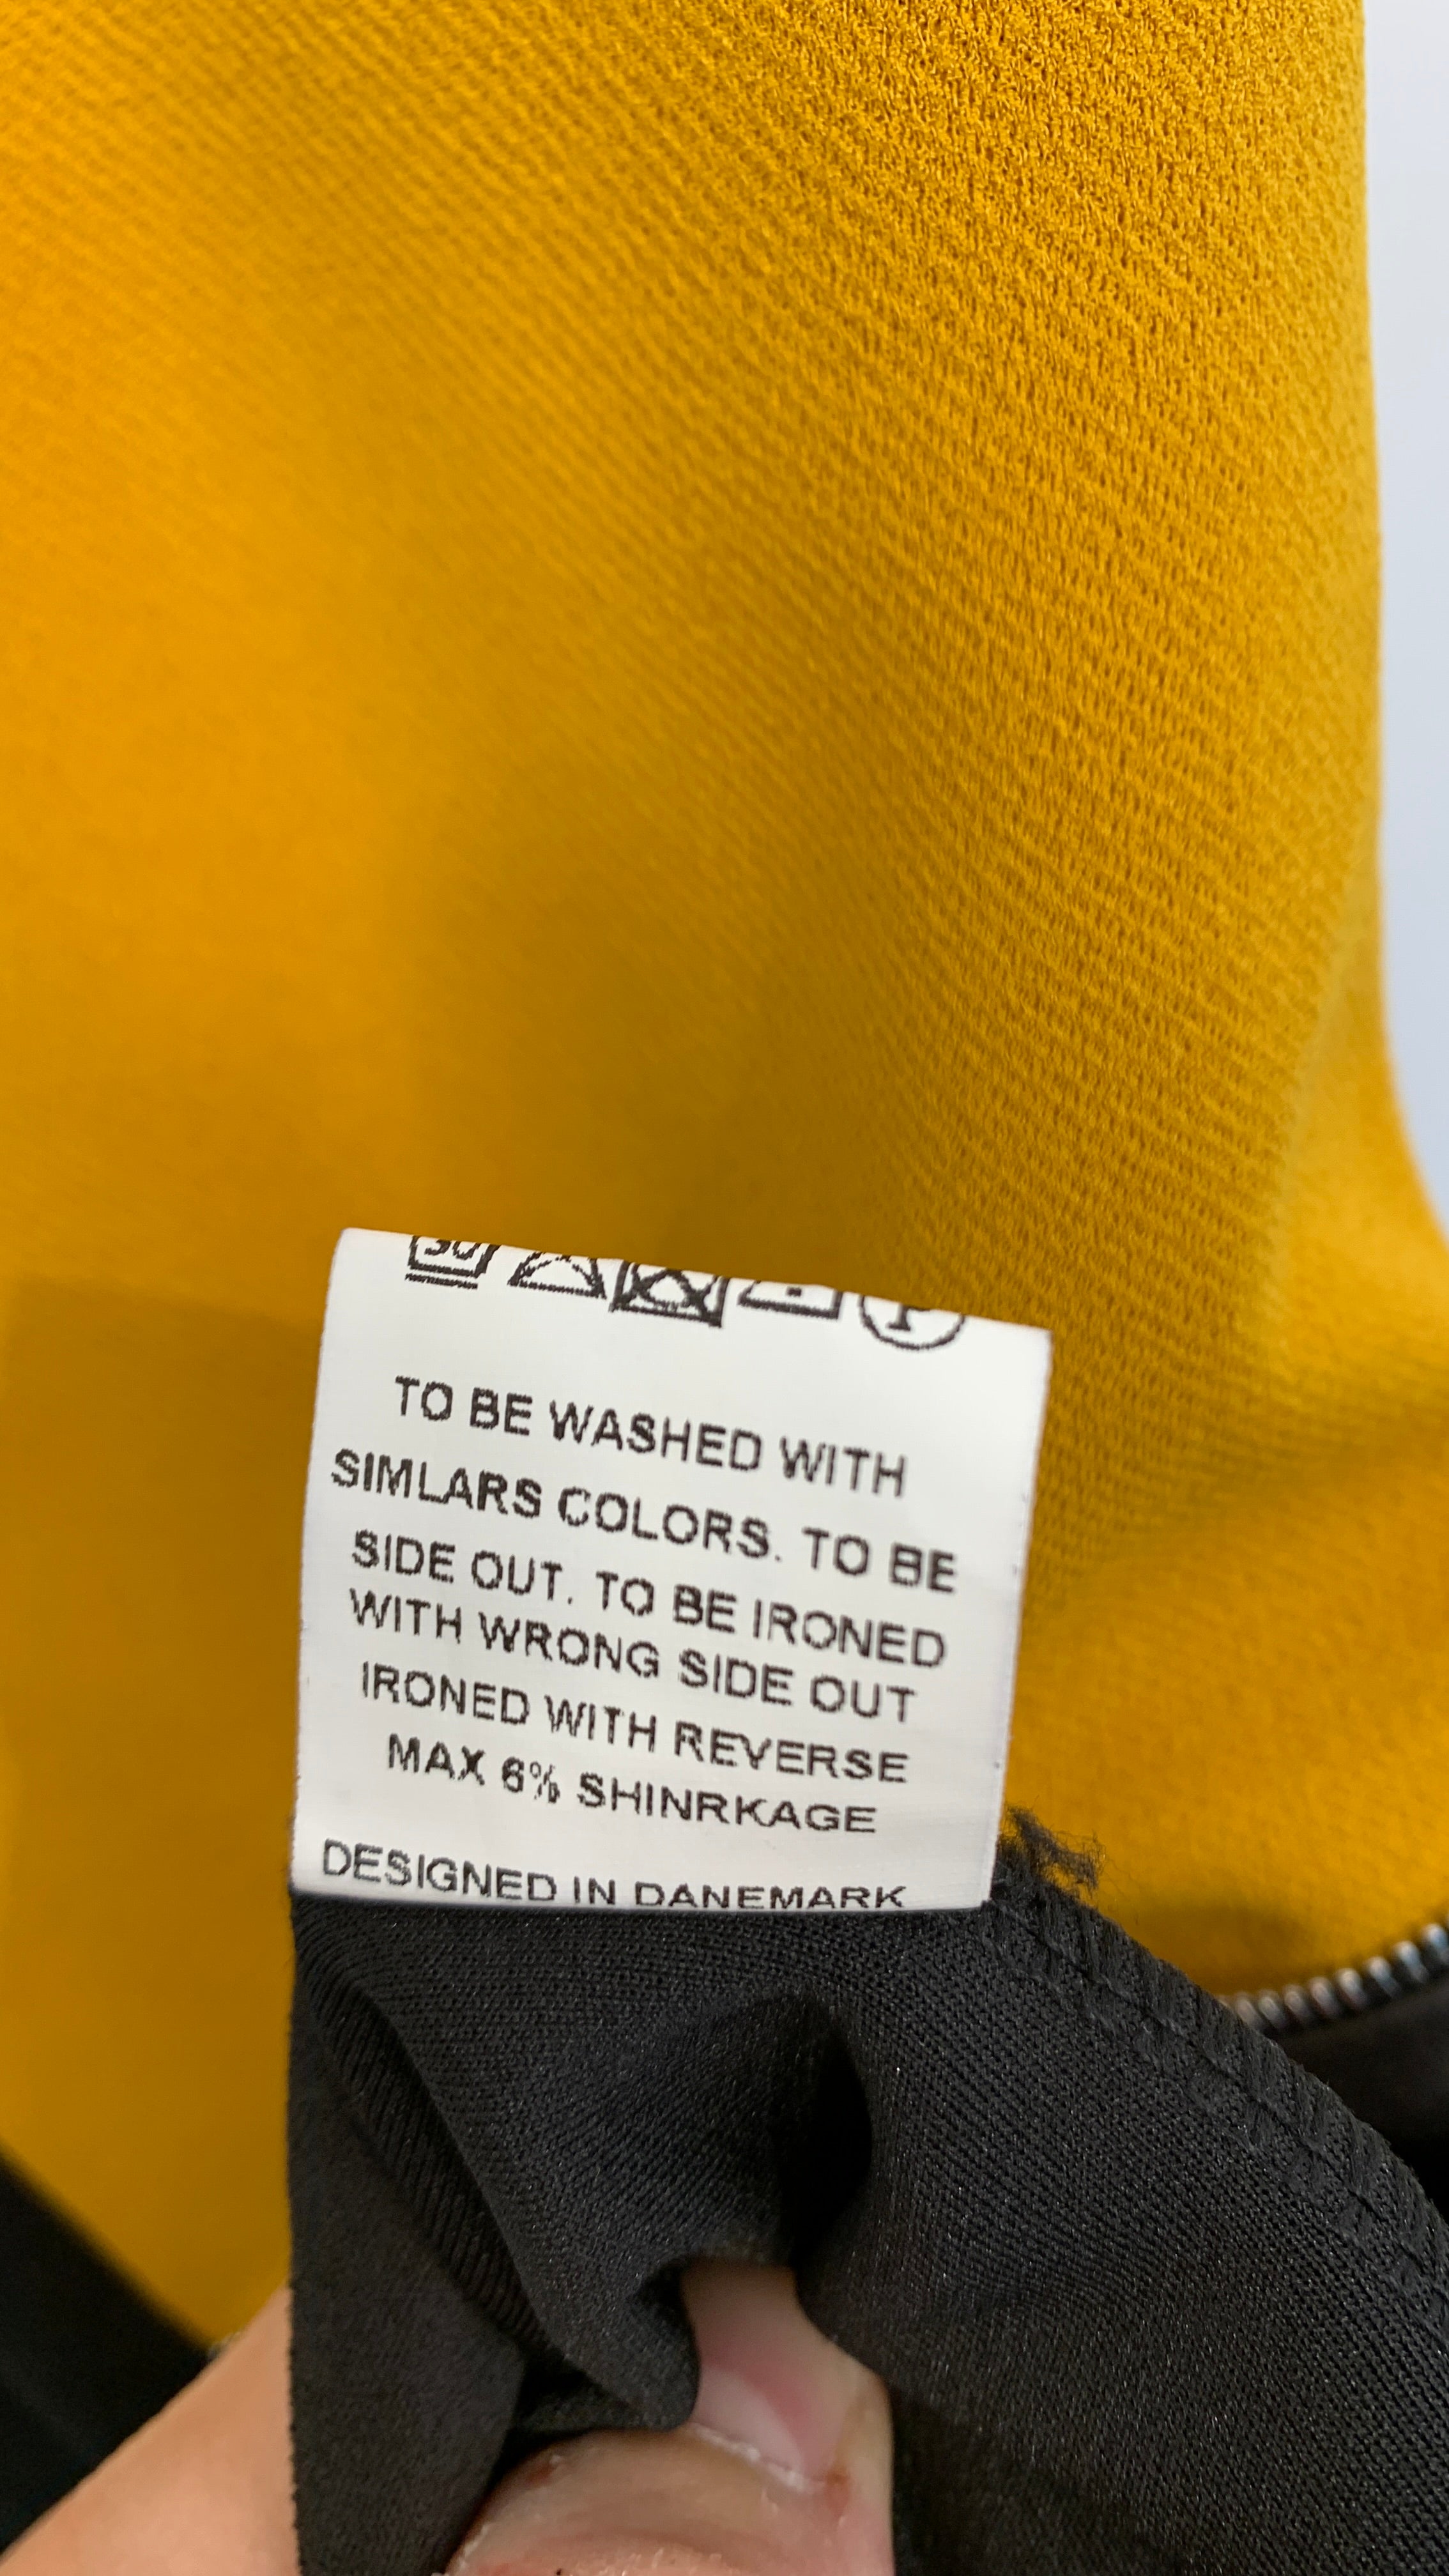 30
P
TO BE WASHED WITH
SIMLARS COLORS. TO BE
SIDE OUT. TO BE IRONED
WITH WRONG SIDE OUT
IRONED WITH REVERSE
MAX 6% SHINRKAGE
DESIGNED IN DANEMARK